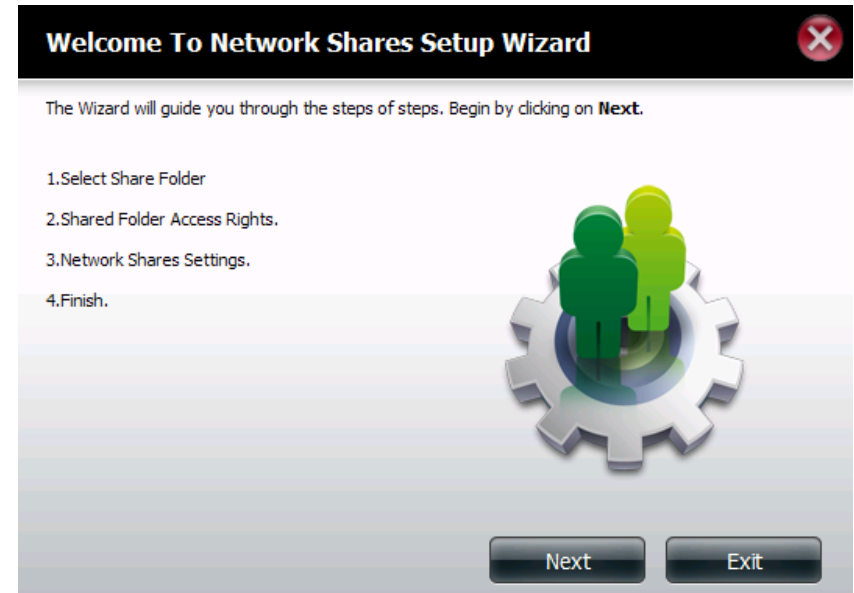 Welcome To Network Shares Setup Wizard
The Wizard will guide you through the steps of steps. Begin by clicking on Next.
1.Select Share Folder
2.Shared Folder Access Rights.
3.Network Shares Settings.
4.Finish.
Next Exit